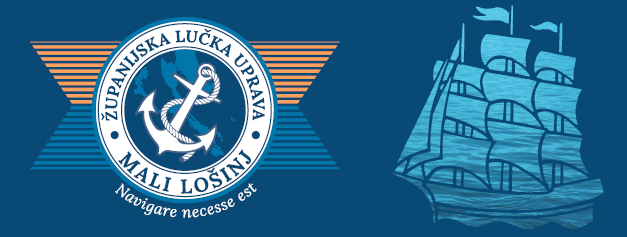 ŽUPANIJSKA LUČKA UPRAVA
MALI LOŠINJ
Navigare necesse est